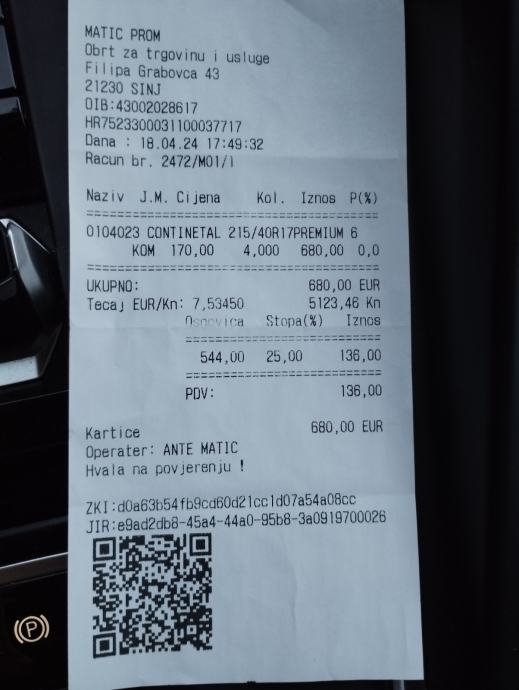 MATIC PROM
Obrt za trgovinu i usluge
Filipa Grabovca 43
21230 SINJ
OIB:43002028617
HR7523300031100037717
Dana : 18.04.24 17:49:32
Racun br. 2472/M01/1
Naziv J.M. Cijena Kol. Iznos P(%)
0104023 CONTINETAL 215/40R17PREMIUM 6
KOM 170,00 4,000 680,00 0,0
UKUPNO: 680,00 EUR
Tecaj EUR/Kn: 7,53450 5123,46 Kn
Osnovica Stopa(%) Iznos
544,00 25,00 136,00
PDV: 136,00
Kartice 680,00 EUR
Operater: ANTE MATIC
Hvala na povjerenju !
ZKI:d0a63b54fb9cd60d21cc1d07a54a08cc
JIR:e9ad2db8-45a4-44a0-95b8-3a0919700026
P